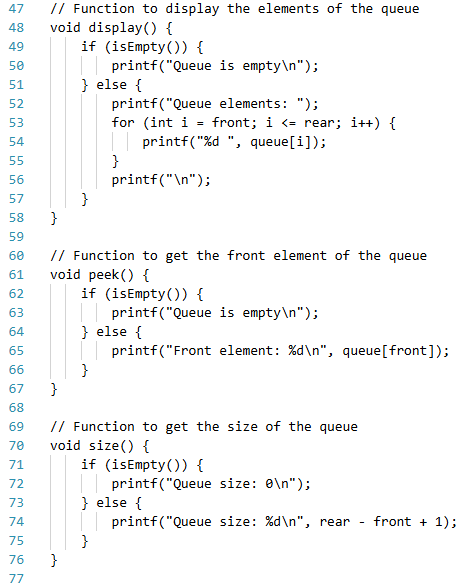 47 // Function to display the elements of the queue
48 void display() {
49     if (isEmpty()) {
50         printf("Queue is empty\n");
51     } else {
52         printf("Queue elements: ");
53         for (int i = front; i <= rear; i++) {
54             printf("%d ", queue[i]);
55         }
56         printf("\n");
57     }
58 }
59
60 // Function to get the front element of the queue
61 void peek() {
62     if (isEmpty()) {
63         printf("Queue is empty\n");
64     } else {
65         printf("Front element: %d\n", queue[front]);
66     }
67 }
68
69 // Function to get the size of the queue
70 void size() {
71     if (isEmpty()) {
72         printf("Queue size: 0\n");
73     } else {
74         printf("Queue size: %d\n", rear - front + 1);
75     }
76 }
77